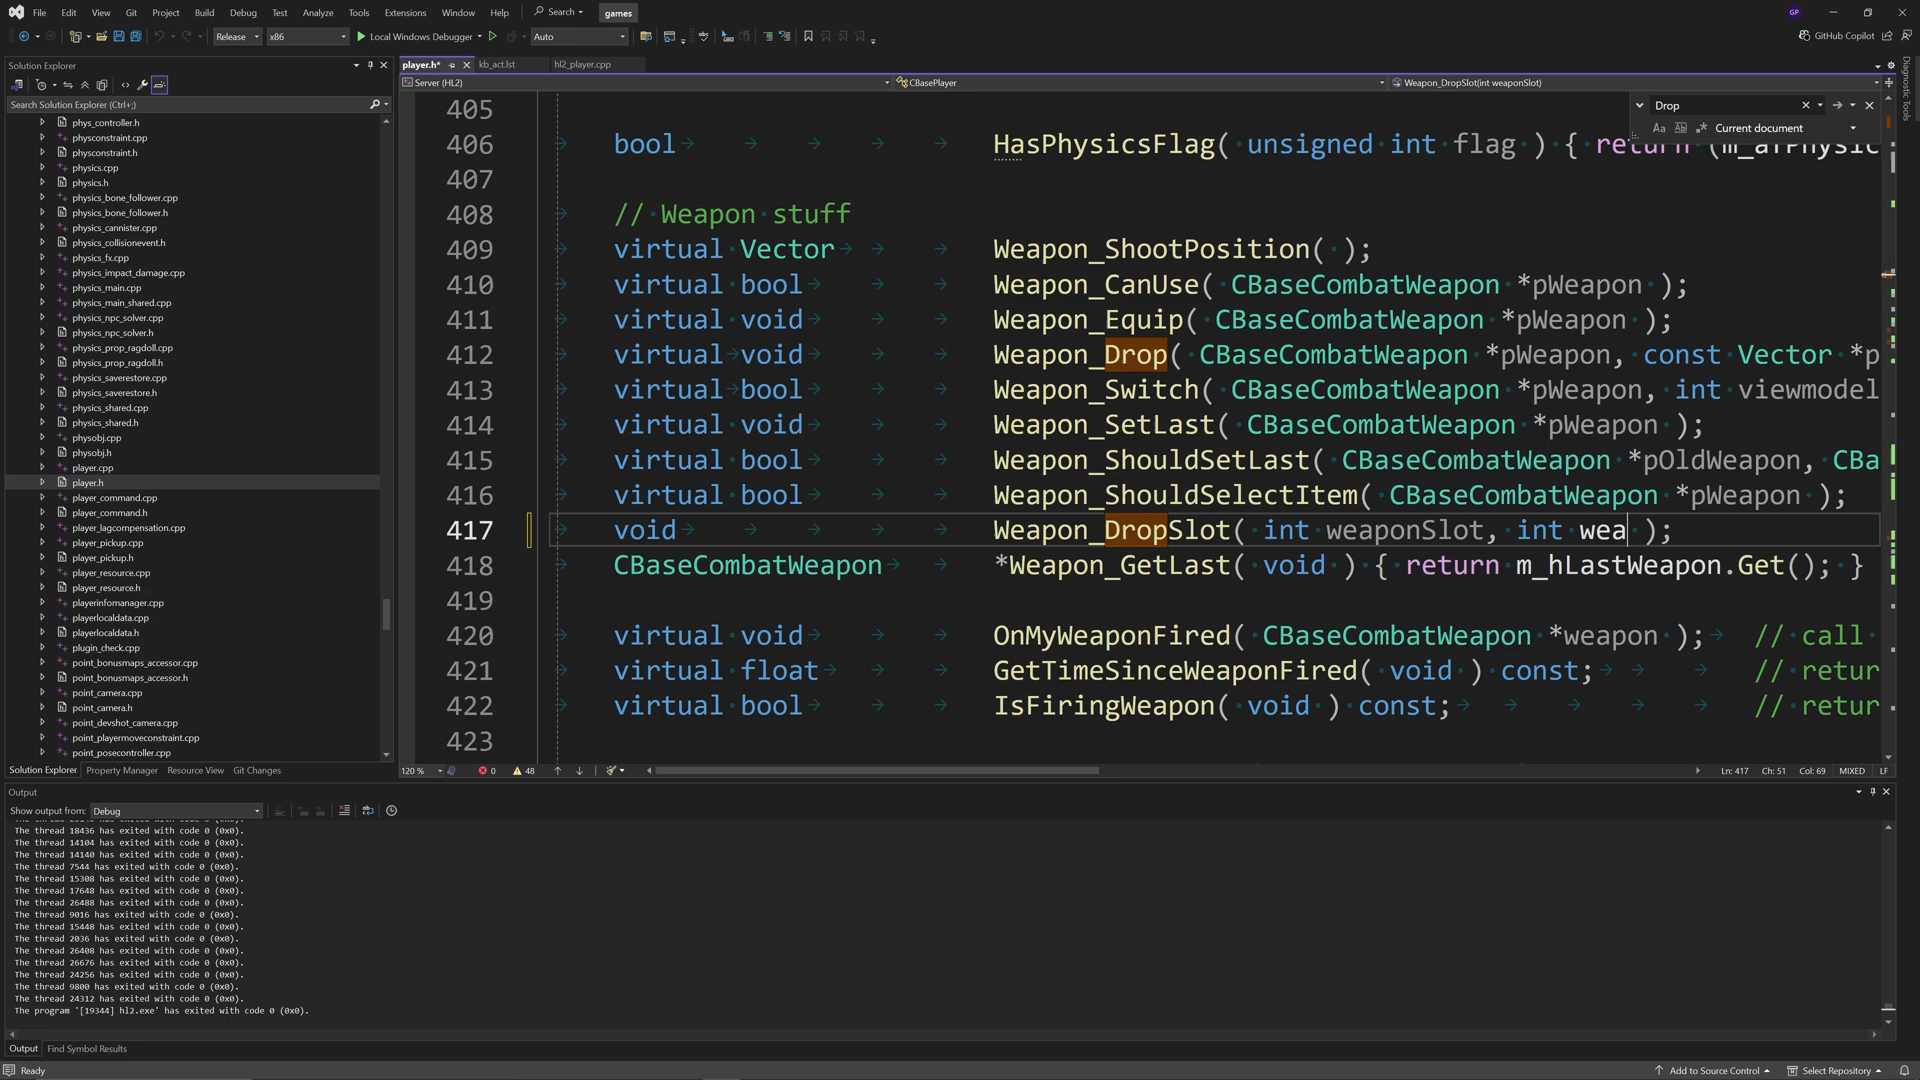 File Edit View Git Project Build Debug Test Analyze Tools Extensions Window Help Search games GP
Release x86 Local Windows Debugger Auto GitHub Copilot
Solution Explorer
Search Solution Explorer (Ctrl+;)
phys_controller.h
physconstraint.cpp
physconstraint.h
physics.cpp
physics.h
physics_bone_follower.cpp
physics_bone_follower.h
physics_cannister.cpp
physics_collisionevent.h
physics_fx.cpp
physics_impact_damage.cpp
physics_main.cpp
physics_main_shared.cpp
physics_npc_solver.cpp
physics_npc_solver.h
physics_prop_ragdoll.cpp
physics_prop_ragdoll.h
physics_saverestore.cpp
physics_saverestore.h
physics_shared.cpp
physics_shared.h
physobj.cpp
physobj.h
player.cpp
player.h
player_command.cpp
player_command.h
player_lagcompensation.cpp
player_pickup.cpp
player_pickup.h
player_resource.cpp
player_resource.h
playerinfomanager.cpp
playerlocaldata.cpp
playerlocaldata.h
plugin_check.cpp
point_bonusmaps_accessor.cpp
point_bonusmaps_accessor.h
point_camera.cpp
point_camera.h
point_devshot_camera.cpp
point_playermoveconstraint.cpp
point_posecontroller.cpp
Solution Explorer Property Manager Resource View Git Changes
player.h* kb_act.lst hl2_player.cpp
Server (HL2) CBasePlayer Weapon_DropSlot(int weaponSlot)
Drop
Aa Current document
405
406 bool HasPhysicsFlag( unsigned int flag ) { return (m_afPhysic
407
408 // Weapon stuff
409 virtual Vector Weapon_ShootPosition( );
410 virtual bool Weapon_CanUse( CBaseCombatWeapon *pWeapon );
411 virtual void Weapon_Equip( CBaseCombatWeapon *pWeapon );
412 virtual void Weapon_Drop( CBaseCombatWeapon *pWeapon, const Vector *p
413 virtual bool Weapon_Switch( CBaseCombatWeapon *pWeapon, int viewmodel
414 virtual void Weapon_SetLast( CBaseCombatWeapon *pWeapon );
415 virtual bool Weapon_ShouldSetLast( CBaseCombatWeapon *pOldWeapon, CBa
416 virtual bool Weapon_ShouldSelectItem( CBaseCombatWeapon *pWeapon );
417 void Weapon_DropSlot( int weaponSlot, int wea );
418 CBaseCombatWeapon *Weapon_GetLast( void ) { return m_hLastWeapon.Get(); }
419
420 virtual void OnMyWeaponFired( CBaseCombatWeapon *weapon ); // call
421 virtual float GetTimeSinceWeaponFired( void ) const; // retur
422 virtual bool IsFiringWeapon( void ) const; // retur
423
120 % 0 48 Ln: 417 Ch: 51 Col: 69 MIXED LF
Diagnostic Tools
Output
Show output from: Debug
The thread 18436 has exited with code 0 (0x0).
The thread 14104 has exited with code 0 (0x0).
The thread 14140 has exited with code 0 (0x0).
The thread 7544 has exited with code 0 (0x0).
The thread 15308 has exited with code 0 (0x0).
The thread 17648 has exited with code 0 (0x0).
The thread 26488 has exited with code 0 (0x0).
The thread 9016 has exited with code 0 (0x0).
The thread 15448 has exited with code 0 (0x0).
The thread 2036 has exited with code 0 (0x0).
The thread 26408 has exited with code 0 (0x0).
The thread 26676 has exited with code 0 (0x0).
The thread 24256 has exited with code 0 (0x0).
The thread 9800 has exited with code 0 (0x0).
The thread 24312 has exited with code 0 (0x0).
The program '[19344] hl2.exe' has exited with code 0 (0x0).
Output Find Symbol Results
Ready Add to Source Control Select Repository